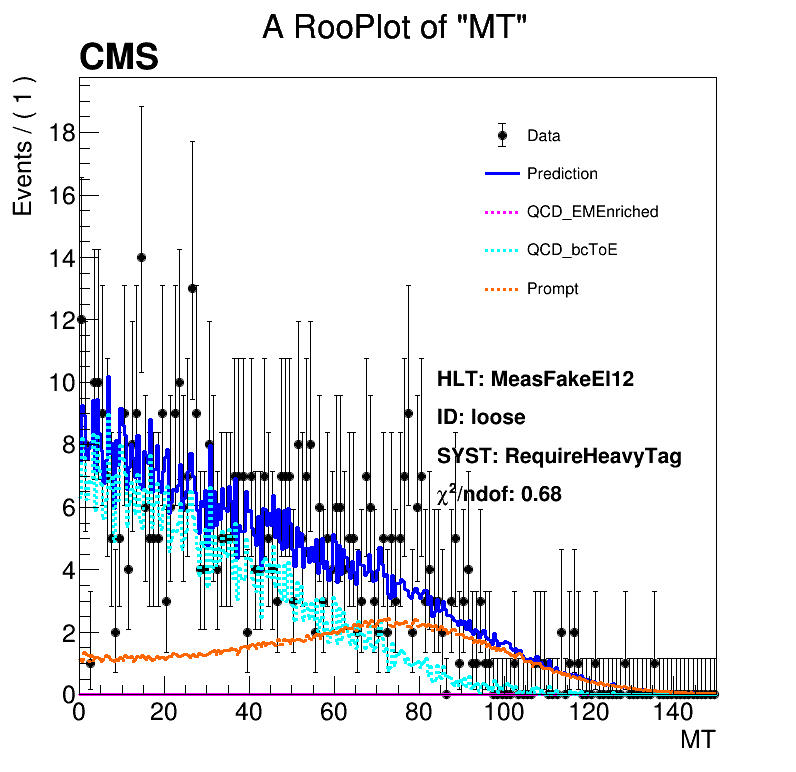 A RooPlot of "MT"
CMS
Events / ( 1 )
18
16
14
12
10
8
6
4
2
0
Data
Prediction
QCD_EMEnriched
QCD_bcToE
Prompt
HLT: MeasFakeEl12
ID: loose
SYST: RequireHeavyTag
χ²/ndof: 0.68
0 20 40 60 80 100 120 140
MT